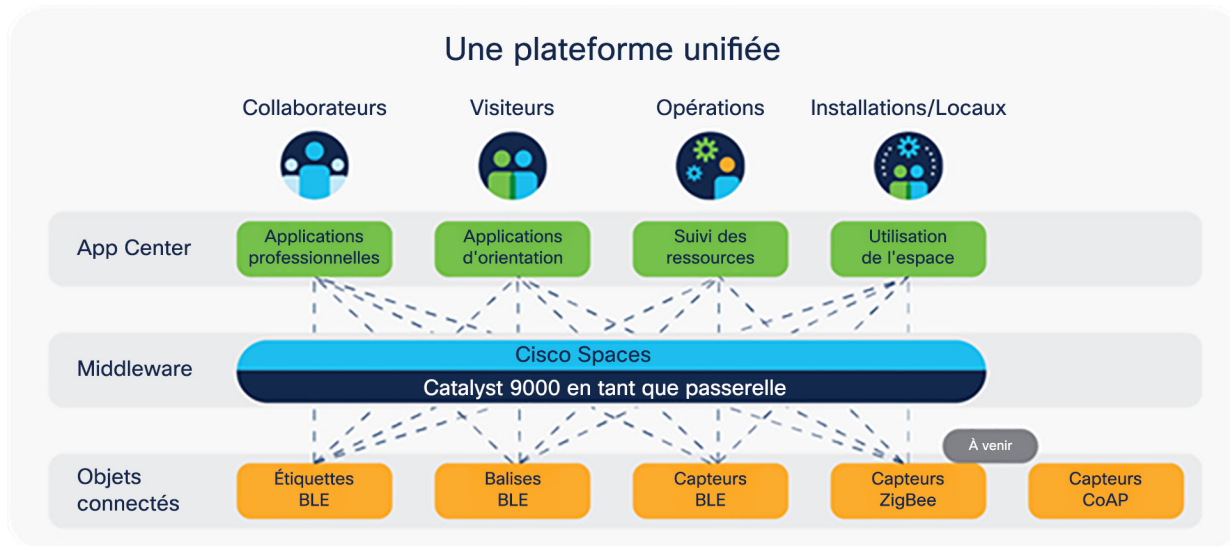 Une plateforme unifiée
Collaborateurs
Visiteurs
Opérations
Installations/Locaux
App Center
Applications
professionnelles
Applications
d'orientation
Suivi des
ressources
Utilisation
de l'espace
Middleware
Cisco Spaces
Catalyst 9000 en tant que passerelle
À venir
Objets
connectés
Étiquettes
BLE
Balises
BLE
Capteurs
BLE
Capteurs
ZigBee
Capteurs
CoAP